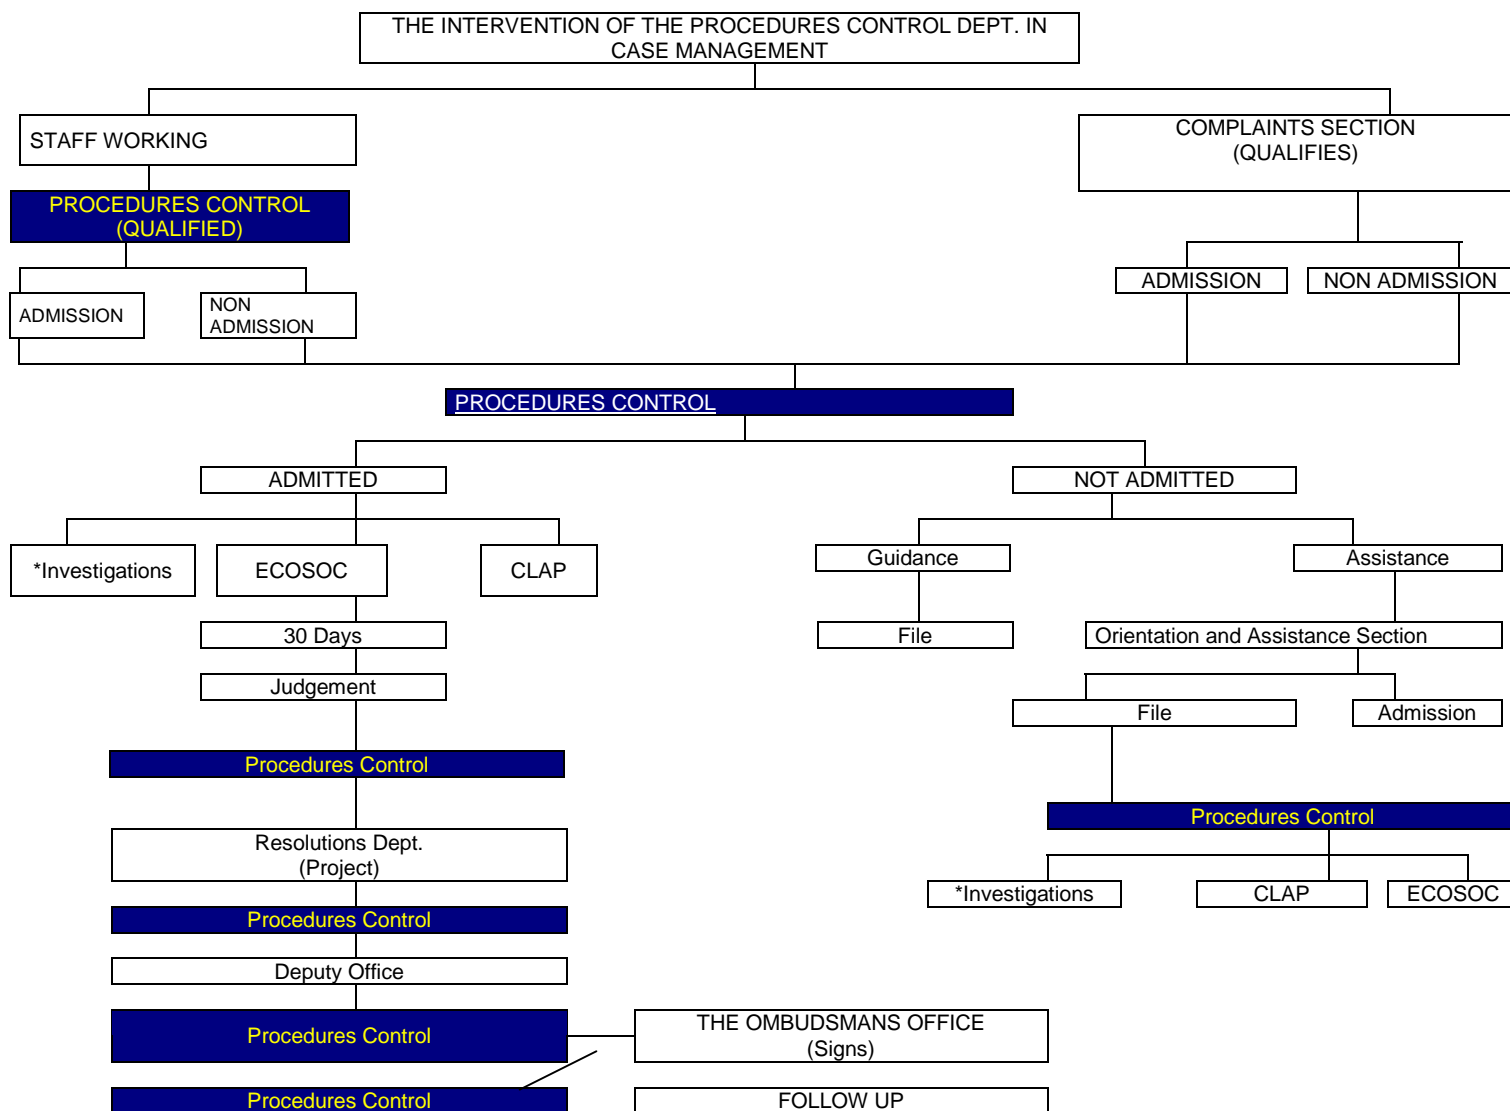 THE INTERVENTION OF THE PROCEDURES CONTROL DEPT. IN
CASE MANAGEMENT
STAFF WORKING
COMPLAINTS SECTION
(QUALIFIES)
PROCEDURES CONTROL
(QUALIFIED)
ADMISSION
NON
ADMISSION
ADMISSION
NON ADMISSION
PROCEDURES CONTROL
ADMITTED
NOT ADMITTED
*Investigations
ECOSOC
CLAP
Guidance
Assistance
30 Days
File
Orientation and Assistance Section
Judgement
File
Admission
Procedures Control
Procedures Control
Resolutions Dept.
(Project)
*Investigations
CLAP
ECOSOC
Procedures Control
Deputy Office
Procedures Control
THE OMBUDSMANS OFFICE
(Signs)
Procedures Control
FOLLOW UP